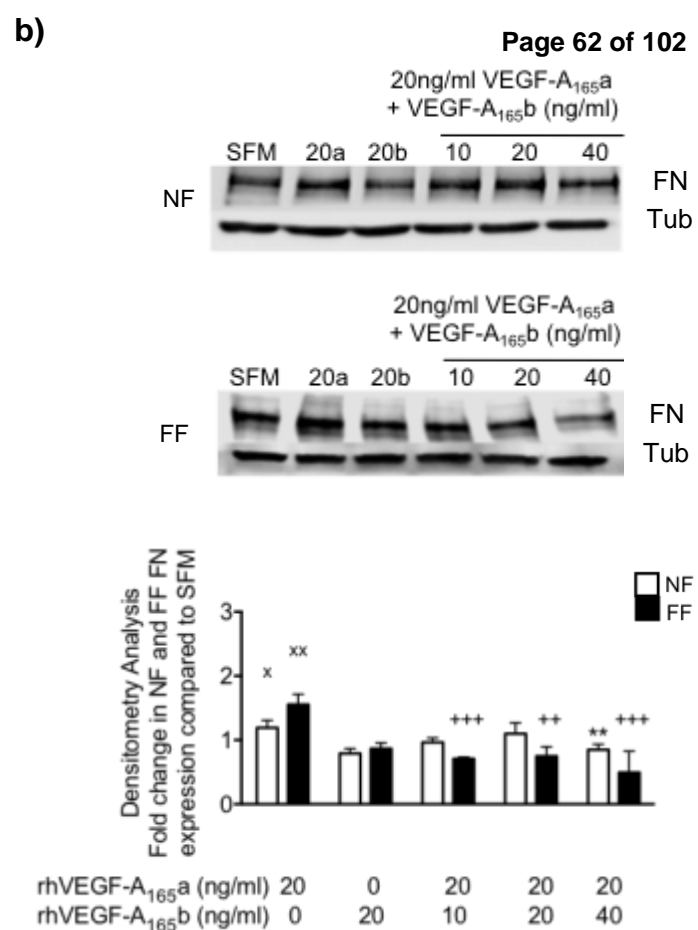 b)
Page 62 of 102
20ng/ml VEGF-A165a
+ VEGF-A165b (ng/ml)
SFM 20a 20b 10 20 40
NF FN
Tub
20ng/ml VEGF-A165a
+ VEGF-A165b (ng/ml)
SFM 20a 20b 10 20 40
FF FN
Tub
Densitometry Analysis
Fold change in NF and FF FN
expression compared to SFM
NF
FF
3
2
1
0
x xx +++ ++ ** +++
rhVEGF-A165a (ng/ml) 20 0 20 20 20
rhVEGF-A165b (ng/ml) 0 20 10 20 40